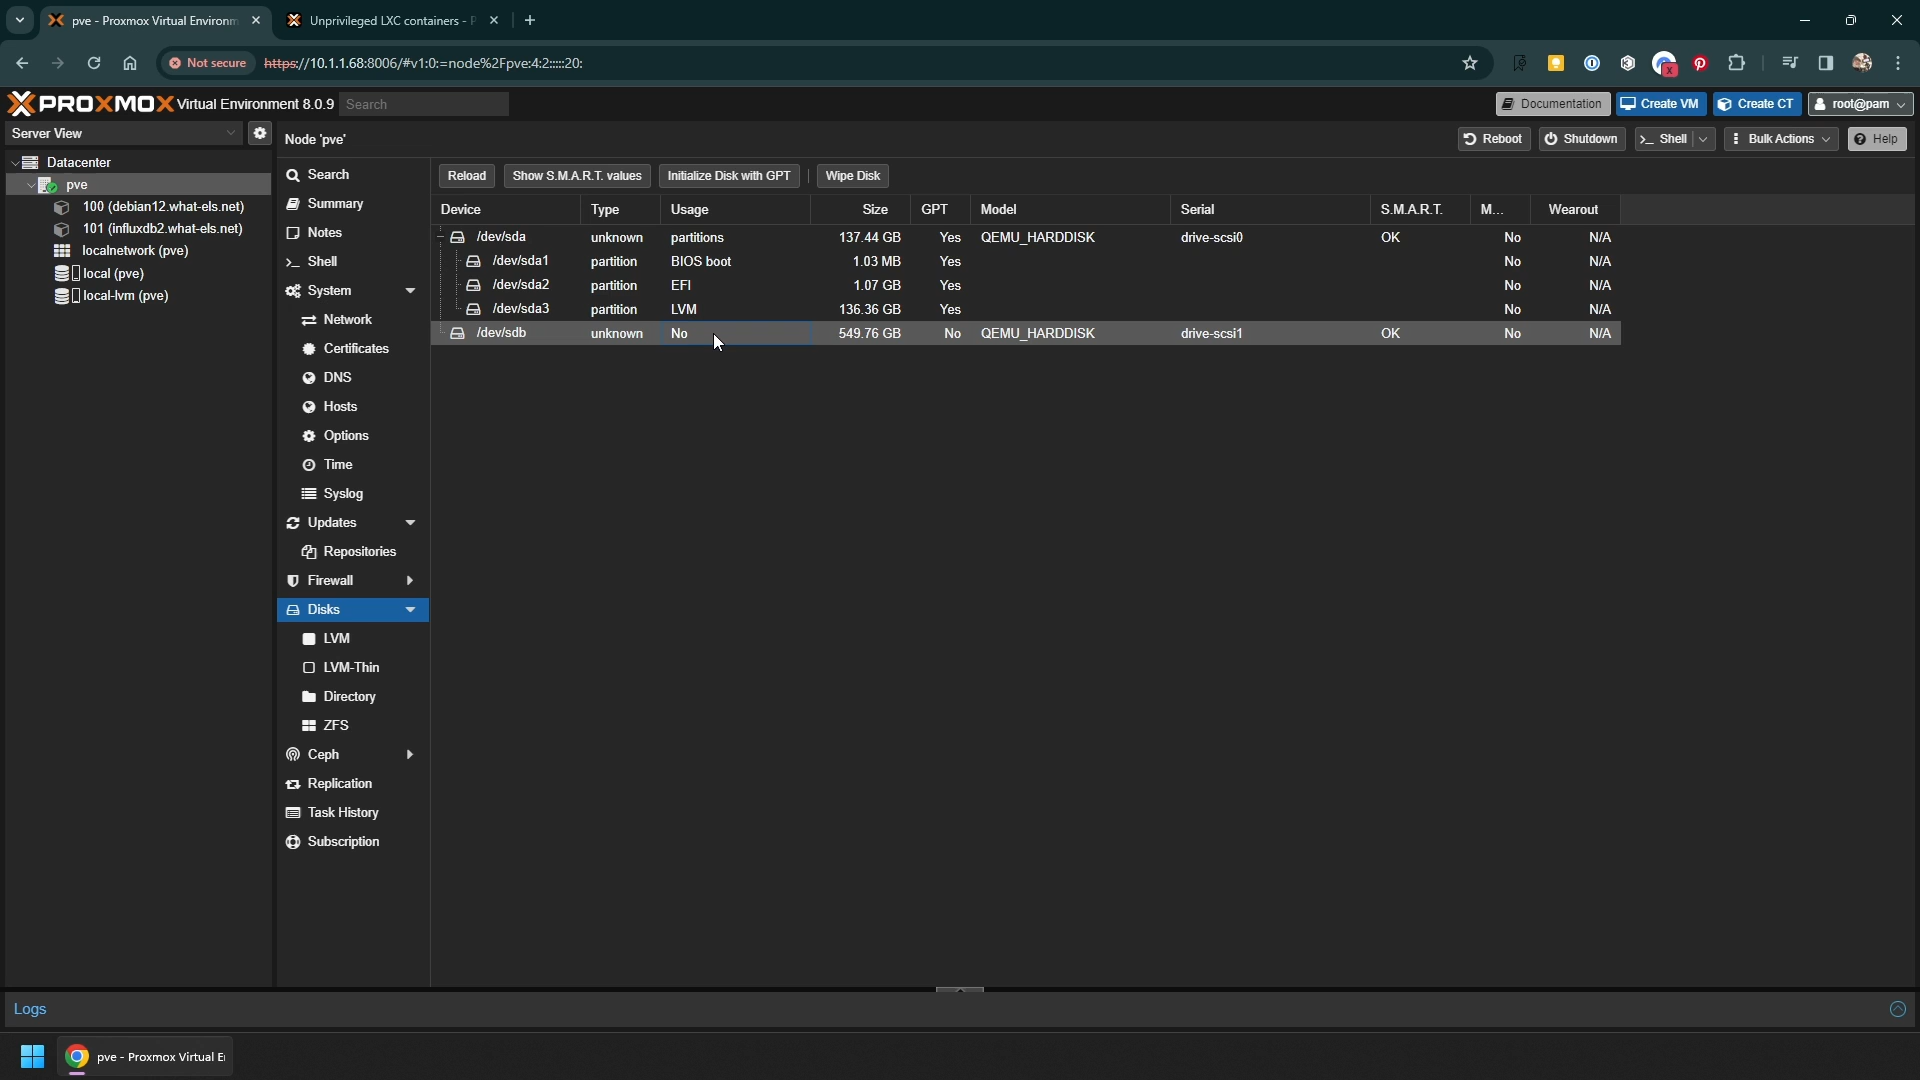 pve - Proxmox Virtual Environm
Unprivileged LXC containers - P
Not secure https://10.1.1.68:8006/#v1:0:=node%2Fpve:4:2:::::20:
PROXMOX Virtual Environment 8.0.9 Search
Documentation Create VM Create CT root@pam
Server View
Node 'pve'
Reboot Shutdown Shell Bulk Actions Help
Datacenter
pve
100 (debian12.what-els.net)
101 (influxdb2.what-els.net)
localnetwork (pve)
local (pve)
local-lvm (pve)
Search
Summary
Notes
Shell
System
Network
Certificates
DNS
Hosts
Options
Time
Syslog
Updates
Repositories
Firewall
Disks
LVM
LVM-Thin
Directory
ZFS
Ceph
Replication
Task History
Subscription
Reload Show S.M.A.R.T. values Initialize Disk with GPT Wipe Disk
Device Type Usage Size GPT Model Serial S.M.A.R.T. M... Wearout
/dev/sda unknown partitions 137.44 GB Yes QEMU_HARDDISK drive-scsi0 OK No N/A
/dev/sda1 partition BIOS boot 1.03 MB Yes No N/A
/dev/sda2 partition EFI 1.07 GB Yes No N/A
/dev/sda3 partition LVM 136.36 GB Yes No N/A
/dev/sdb unknown No 549.76 GB No QEMU_HARDDISK drive-scsi1 OK No N/A
Logs
pve - Proxmox Virtual E